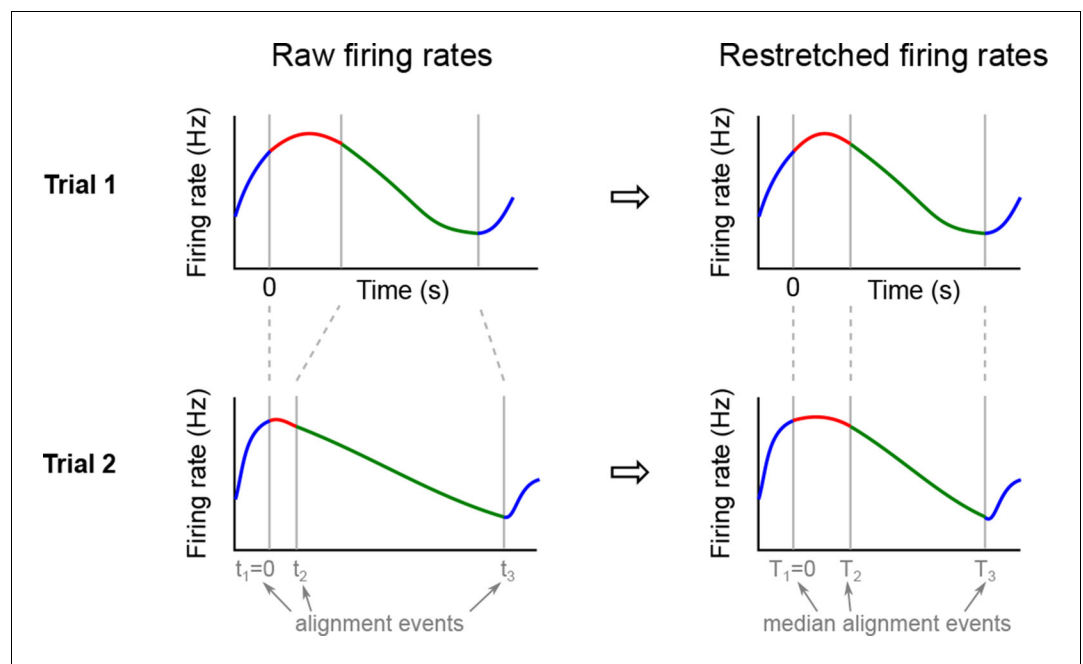 Raw firing rates
Restretched firing rates
Trial 1
Firing rate (Hz)
0
Time (s)
Firing rate (Hz)
0
Time (s)
Trial 2
Firing rate (Hz)
t₁=0
t₂
t₃
alignment events
Firing rate (Hz)
T₁=0
T₂
T₃
median alignment events